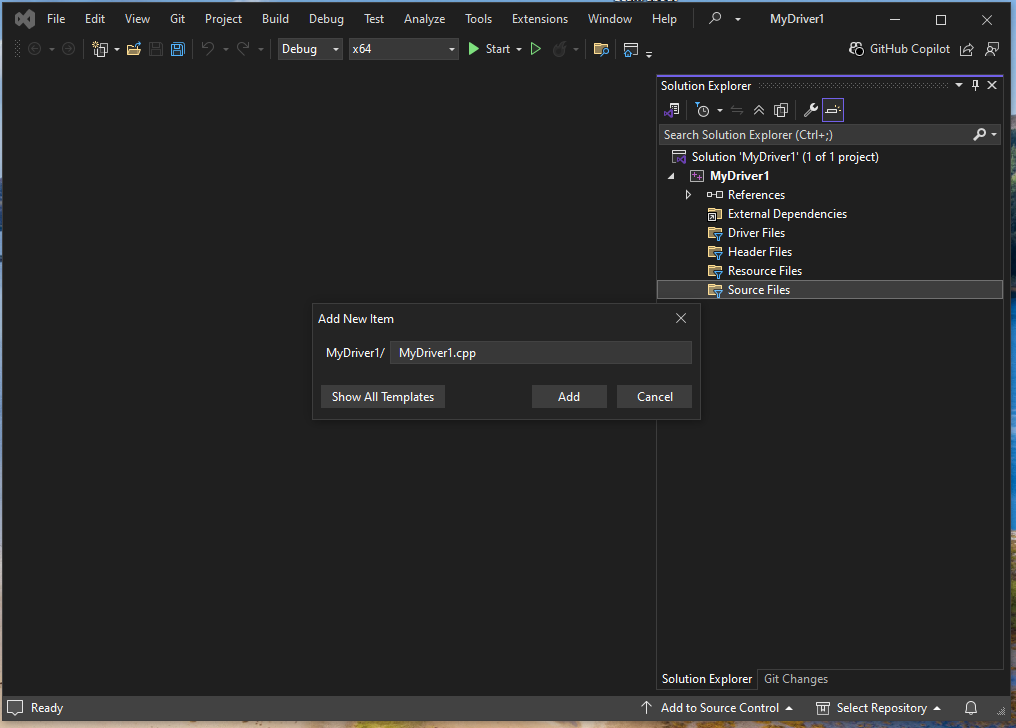 File Edit View Git Project Build Debug Test Analyze Tools Extensions Window Help MyDriver1
Debug x64 Start GitHub Copilot
Solution Explorer
Search Solution Explorer (Ctrl+;)
Solution 'MyDriver1' (1 of 1 project)
MyDriver1
References
External Dependencies
Driver Files
Header Files
Resource Files
Source Files
Add New Item
MyDriver1/ MyDriver1.cpp
Show All Templates Add Cancel
Solution Explorer Git Changes
Ready Add to Source Control Select Repository